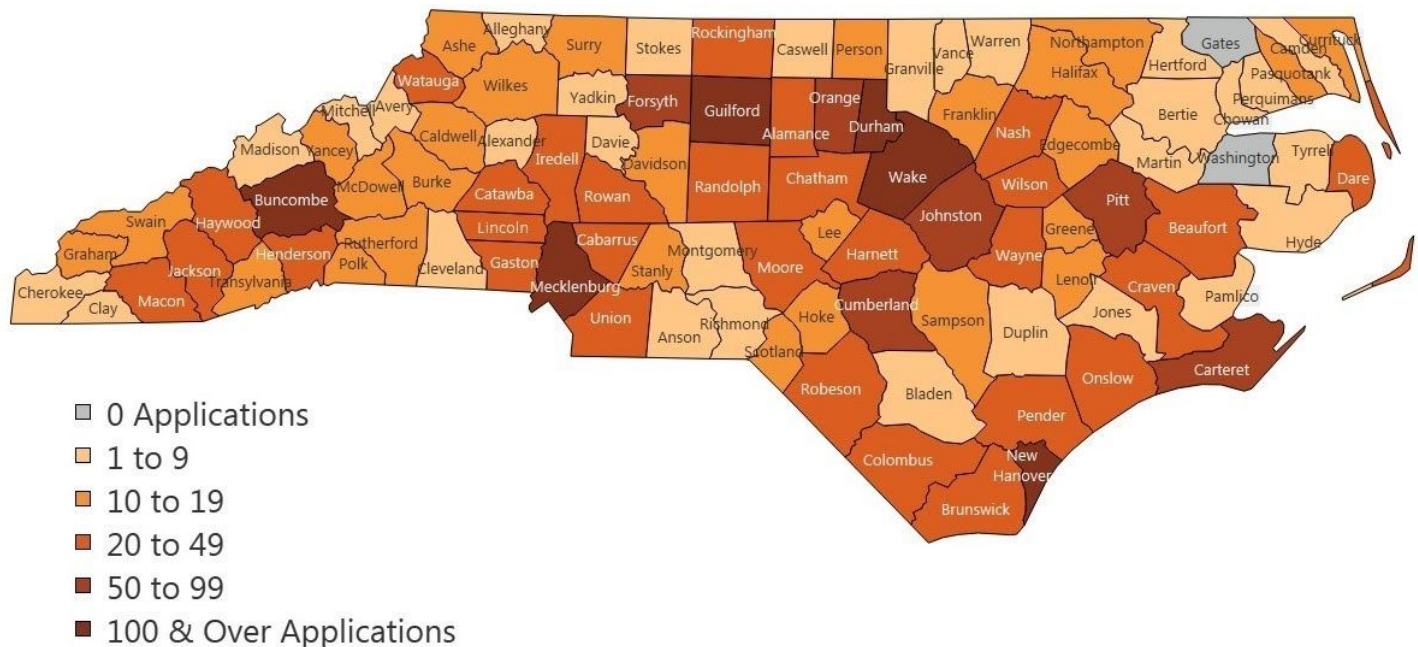 Alleghany
Ashe
Surry
Stokes
Rockingham
Caswell
Person
Granville
Vance
Warren
Northampton
Halifax
Hertford
Gates
Camden
Currituck
Pasquotank
Perquimans
Chowan
Watauga
Wilkes
Yadkin
Forsyth
Guilford
Alamance
Orange
Durham
Franklin
Nash
Edgecombe
Bertie
Martin
Washington
Tyrrell
Dare
Mitchell
Avery
Madison
Yancey
Caldwell
Alexander
Iredell
Davie
Davidson
Randolph
Chatham
Wake
Wilson
Johnston
Pitt
Beaufort
Hyde
Buncombe
McDowell
Burke
Catawba
Rowan
Swain
Haywood
Graham
Jackson
Henderson
Rutherford
Polk
Transylvania
Cleveland
Lincoln
Gaston
Cabarrus
Mecklenburg
Stanly
Montgomery
Moore
Lee
Harnett
Wayne
Greene
Lenoir
Craven
Pamlico
Cherokee
Clay
Macon
Union
Anson
Richmond
Scotland
Hoke
Cumberland
Sampson
Duplin
Jones
Carteret
Onslow
Robeson
Bladen
Pender
Colombus
New
Hanover
Brunswick
0 Applications
1 to 9
10 to 19
20 to 49
50 to 99
100 & Over Applications